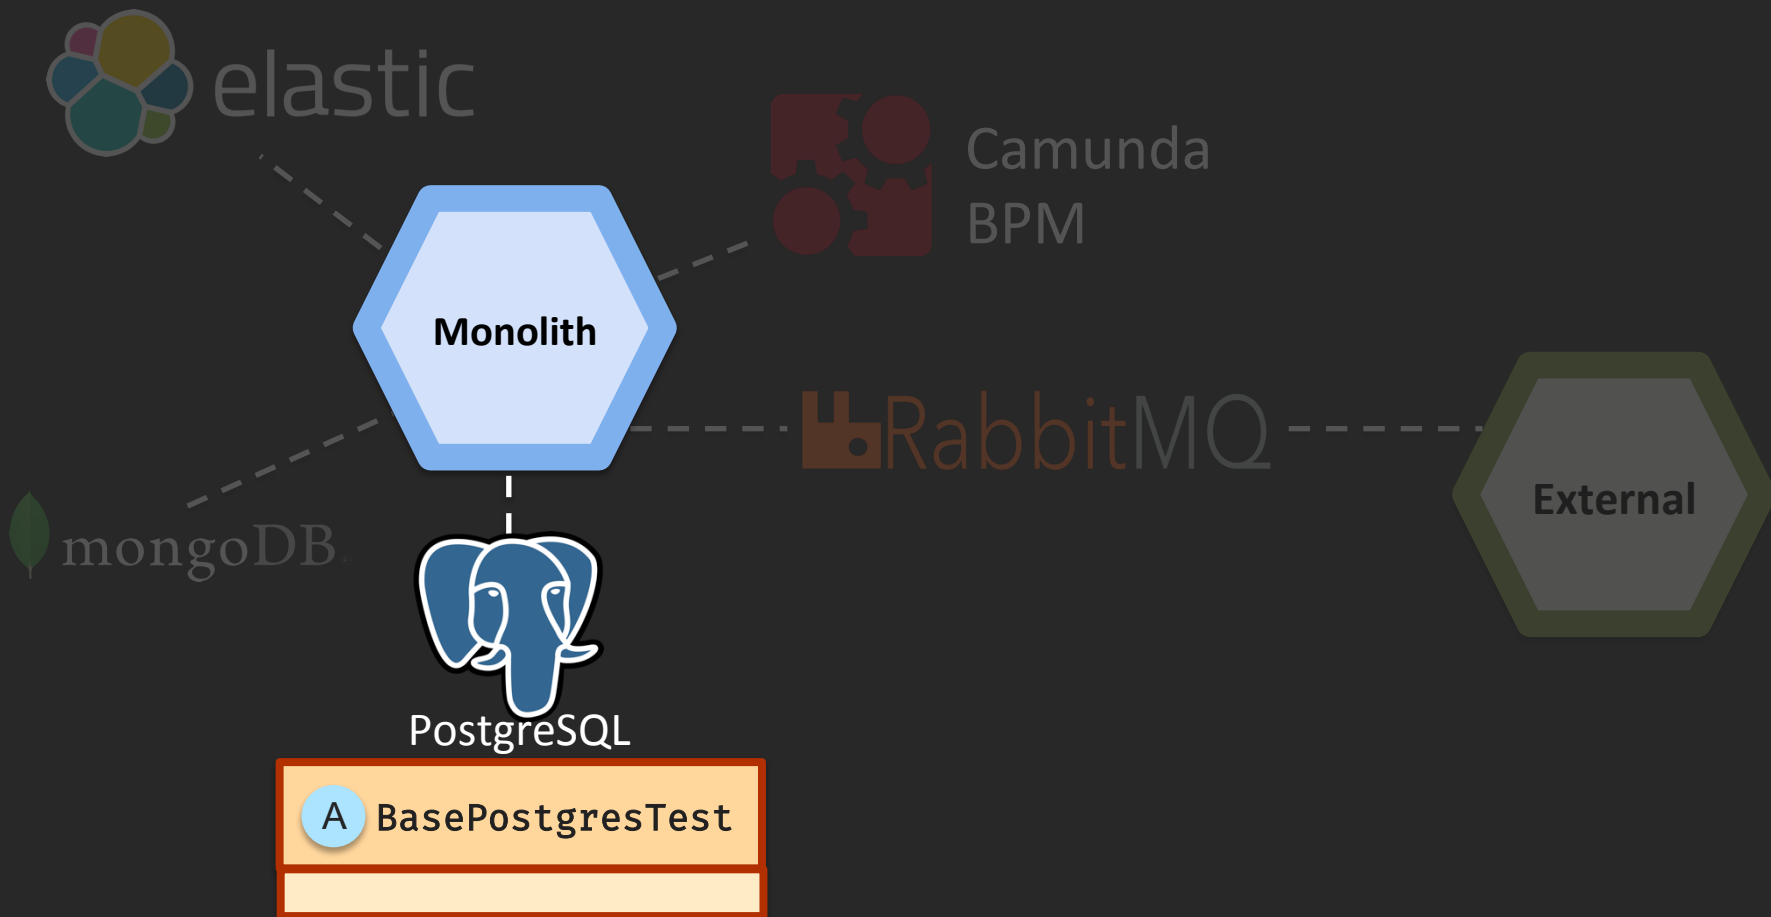 elastic
Camunda
BPM
Monolith
RabbitMQ
External
mongoDB
PostgreSQL
A BasePostgresTest